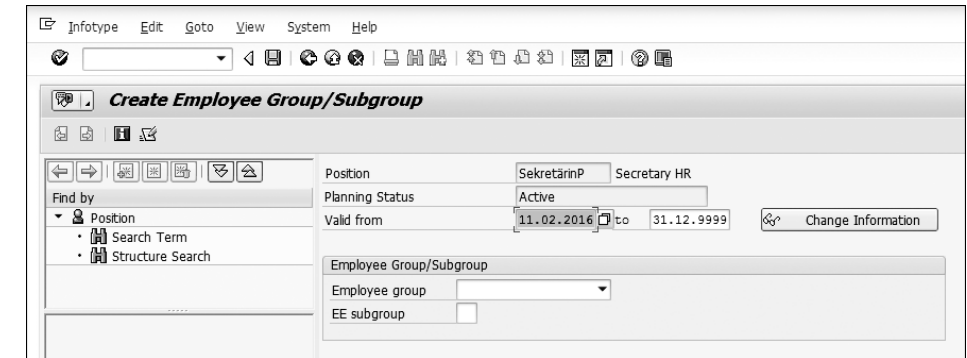 Infotype Edit Goto View System Help
Create Employee Group/Subgroup
Find by
Position
Search Term
Structure Search
Position SekretärinP Secretary HR
Planning Status Active
Valid from 11.02.2016 to 31.12.9999 Change Information
Employee Group/Subgroup
Employee group
EE subgroup